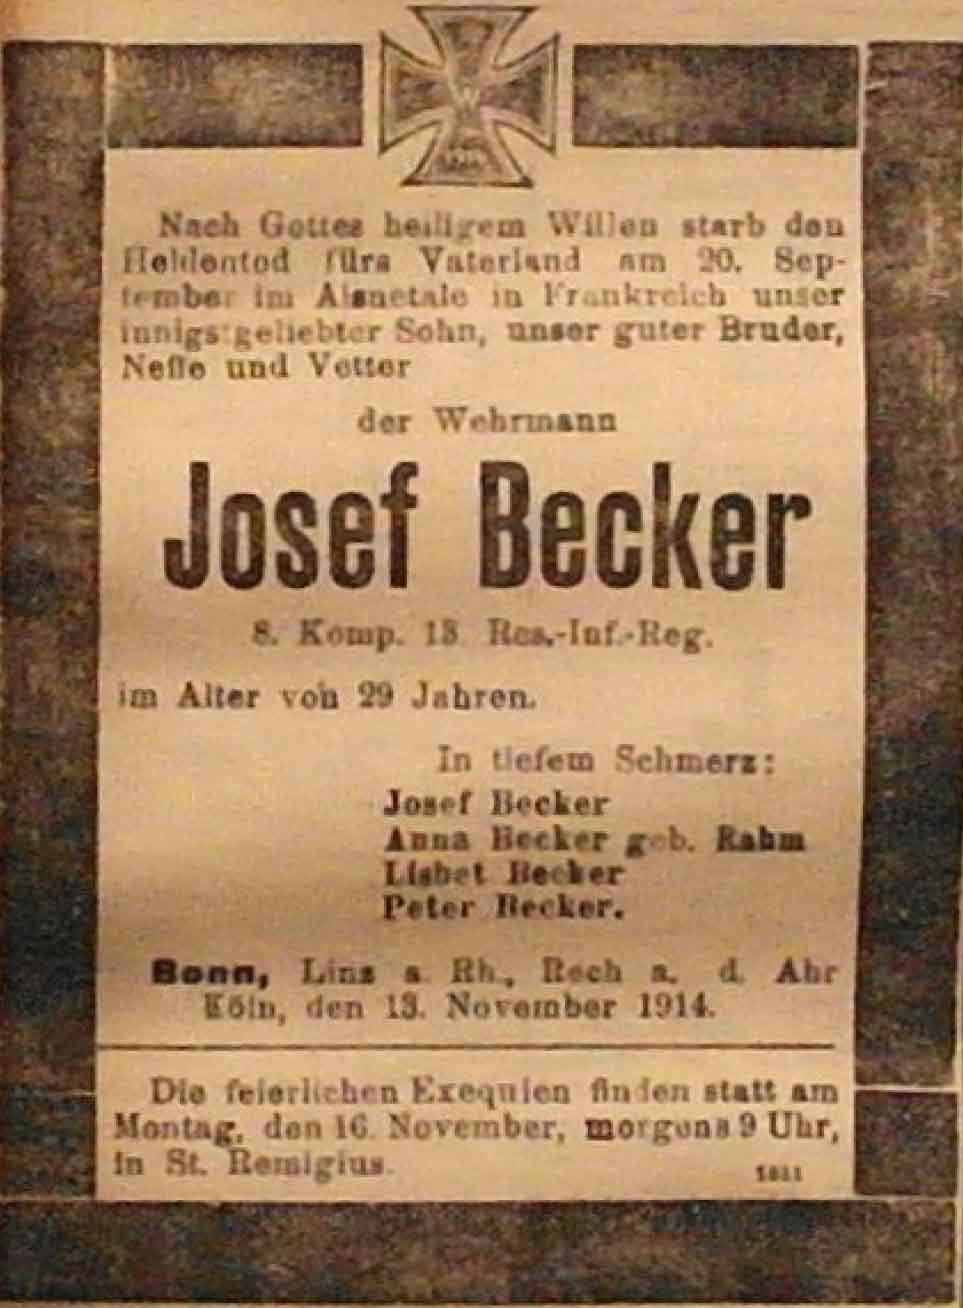 W
1914
Nach Gottes heiligem Willen starb den
Heldentod fürs Vaterland am 20. Sep-
tember im Aisnetale in Frankreich unser
innigstgeliebter Sohn, unser guter Bruder,
Neffe und Vetter
der Wehrmann
Josef Becker
8. Komp. 13. Res.-Inf.-Reg.
im Alter von 29 Jahren.
In tiefem Schmerz:
Josef Becker
Anna Becker geb. Rahm
Lisbet Becker
Peter Becker.
Bonn, Linz a. Rh., Rech a. d. Ahr
Köln, den 13. November 1914.
Die feierlichen Exequien finden statt am
Montag, den 16. November, morgens 9 Uhr,
in St. Remigius.